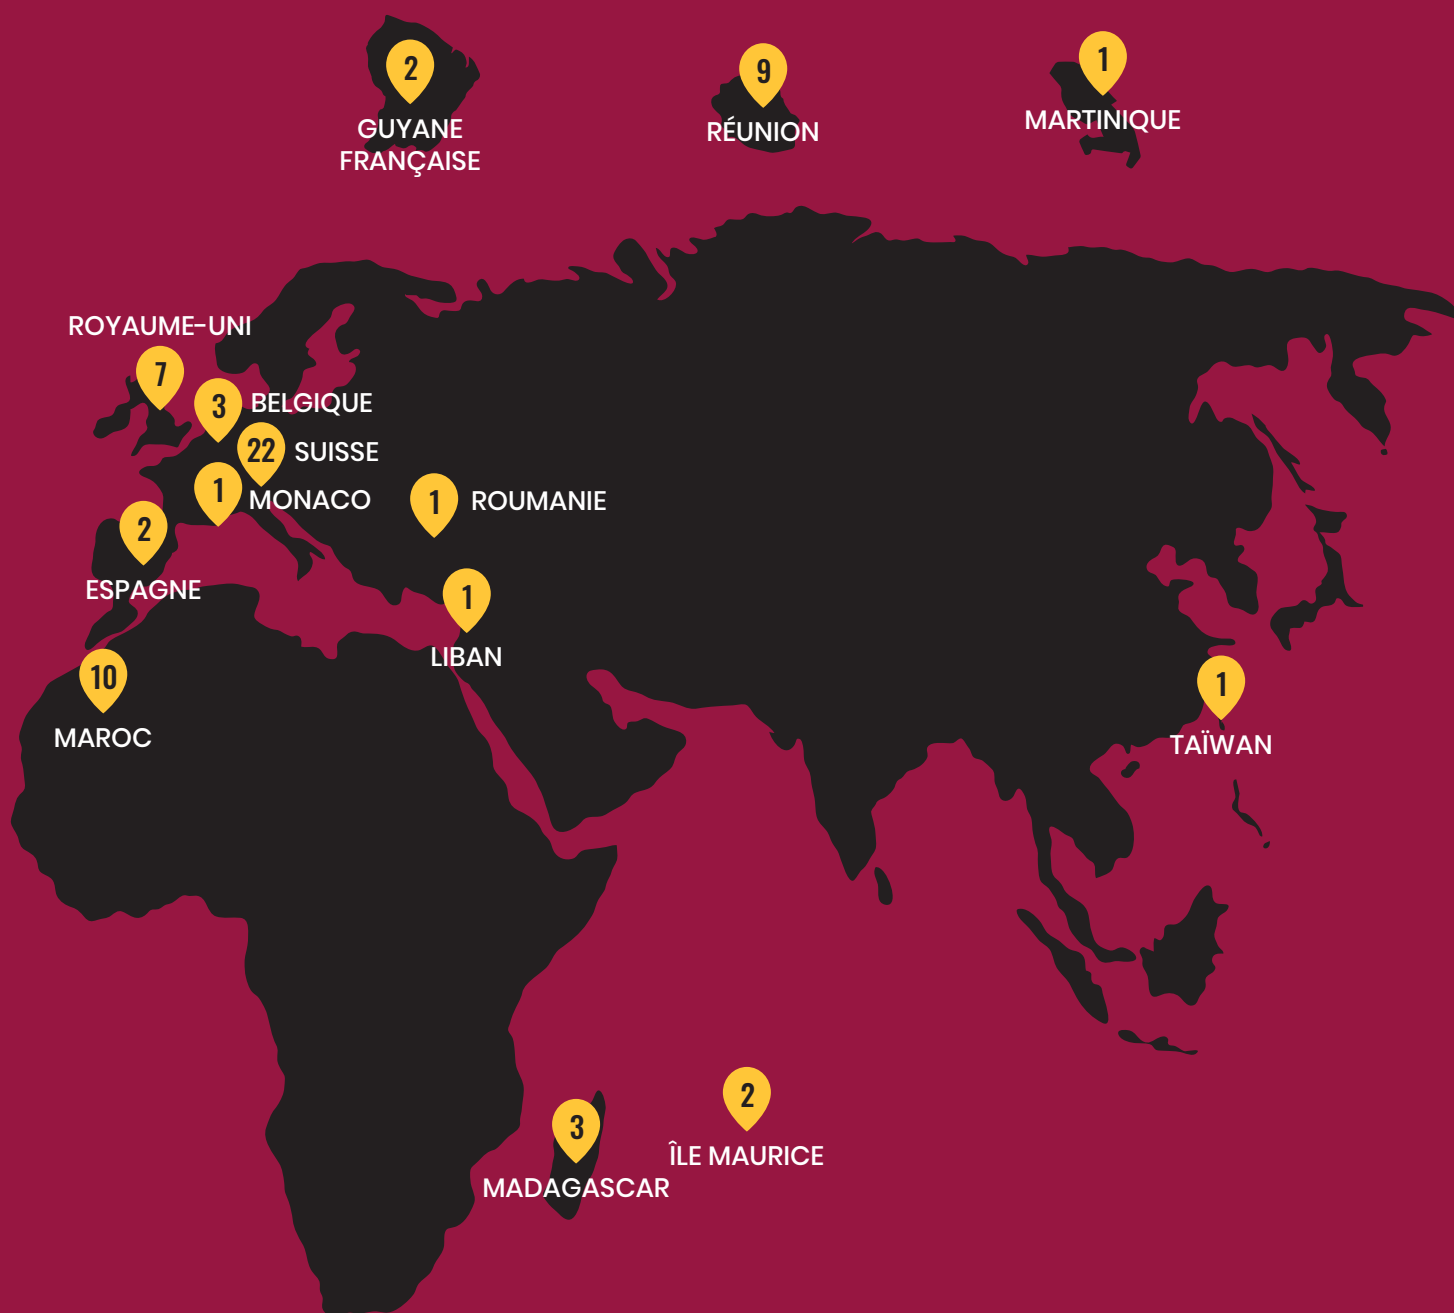 2
GUYANE
FRANÇAISE
9
RÉUNION
1
MARTINIQUE
ROYAUME-UNI
7
3
BELGIQUE
22
SUISSE
1
MONACO
1
ROUMANIE
2
ESPAGNE
1
LIBAN
10
MAROC
1
TAÏWAN
2
ÎLE MAURICE
3
MADAGASCAR